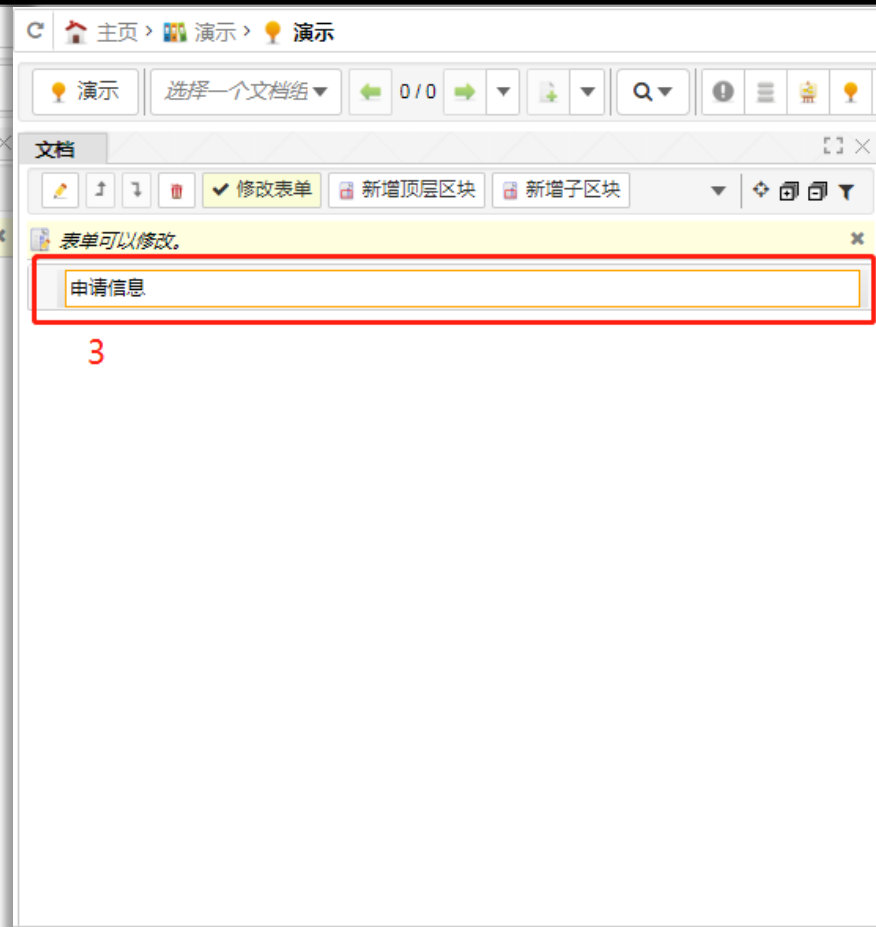 主页 演示 演示
演示 选择一个文档组 0 / 0
文档
修改表单 新增顶层区块 新增子区块
表单可以修改。
申请信息
3